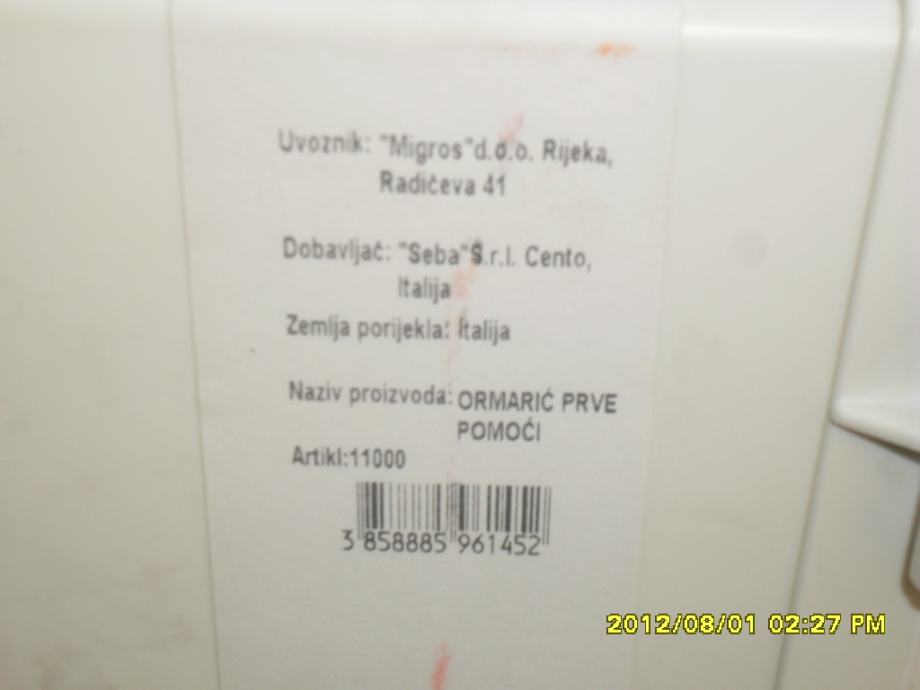 Uvoznik: "Migros"d.o.o. Rijeka,
Radićeva 41
Dobavljač: "Seba"S.r.l. Cento,
Italija
Zemlja porijekla: Italija
Naziv proizvoda: ORMARIĆ PRVE
POMOĆI
Artikl:11000
3 858885 961452
2012/08/01 02:27 PM